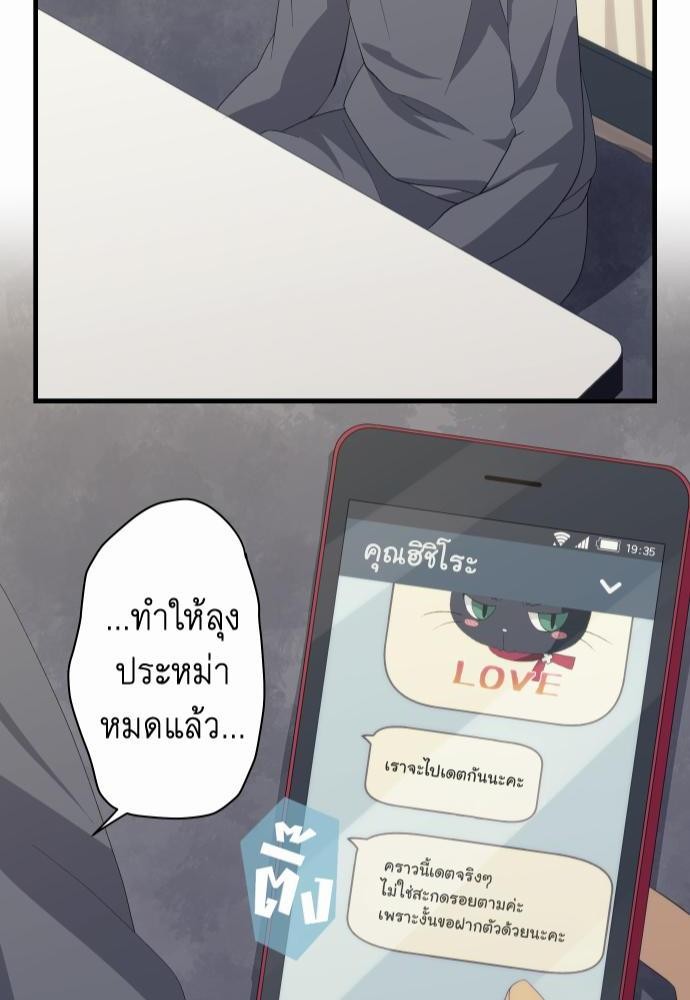 19:35
คุณฮิชิโระ
LOVE
...ทำให้ลุง
ประหม่า
หมดแล้ว...
เราจะไปเดตกันนะคะ
ติ๊ง
คราวนี้เดตจริงๆ
ไม่ใช่สะกดรอยตามค่ะ
เพราะงั้นขอฝากตัวด้วยนะคะ